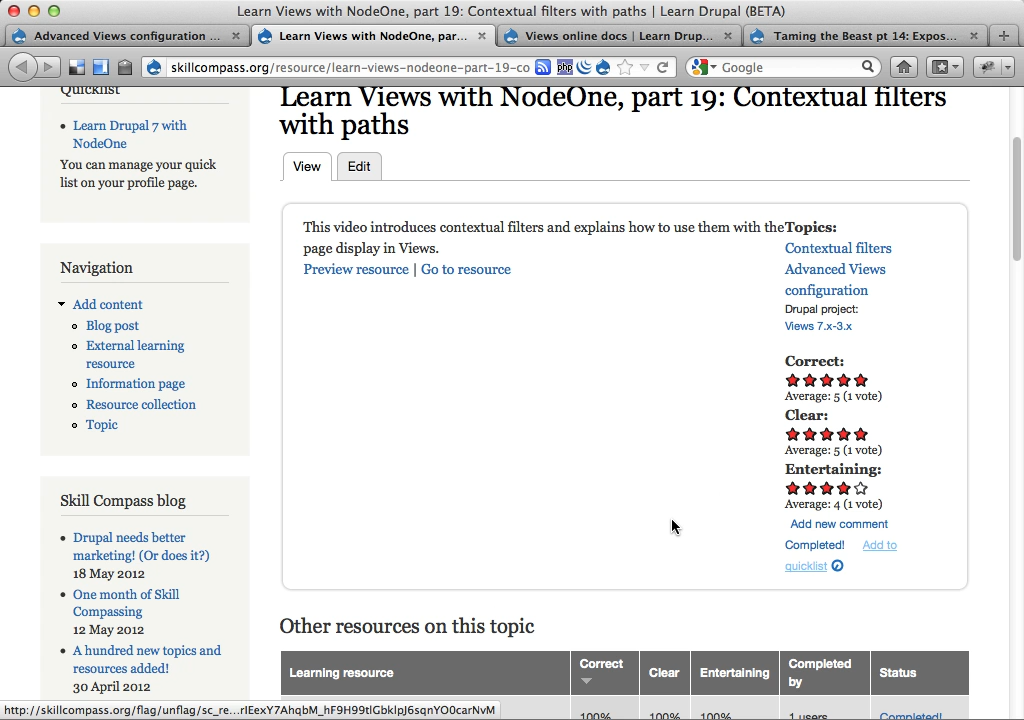 Learn Views with NodeOne, part 19: Contextual filters with paths | Learn Drupal (BETA)
Advanced Views configuration ...
Learn Views with NodeOne, par...
Views online docs | Learn Drup...
Taming the Beast pt 14: Expos...
skillcompass.org/resource/learn-views-nodeone-part-19-co
php
Google
Quicklist
Learn Drupal 7 with
NodeOne
You can manage your quick
list on your profile page.
Navigation
Add content
Blog post
External learning
resource
Information page
Resource collection
Topic
Skill Compass blog
Drupal needs better
marketing! (Or does it?)
18 May 2012
One month of Skill
Compassing
12 May 2012
A hundred new topics and
resources added!
30 April 2012
Learn Views with NodeOne, part 19: Contextual filters
with paths
View
Edit
This video introduces contextual filters and explains how to use them with the
page display in Views.
Preview resource | Go to resource
Topics:
Contextual filters
Advanced Views
configuration
Drupal project:
Views 7.x-3.x
Correct:
Average: 5 (1 vote)
Clear:
Average: 5 (1 vote)
Entertaining:
Average: 4 (1 vote)
Add new comment
Completed! Add to
quicklist
Other resources on this topic
Learning resource
Correct
Clear
Entertaining
Completed
by
Status
100%
100%
100%
1 users
Completed!